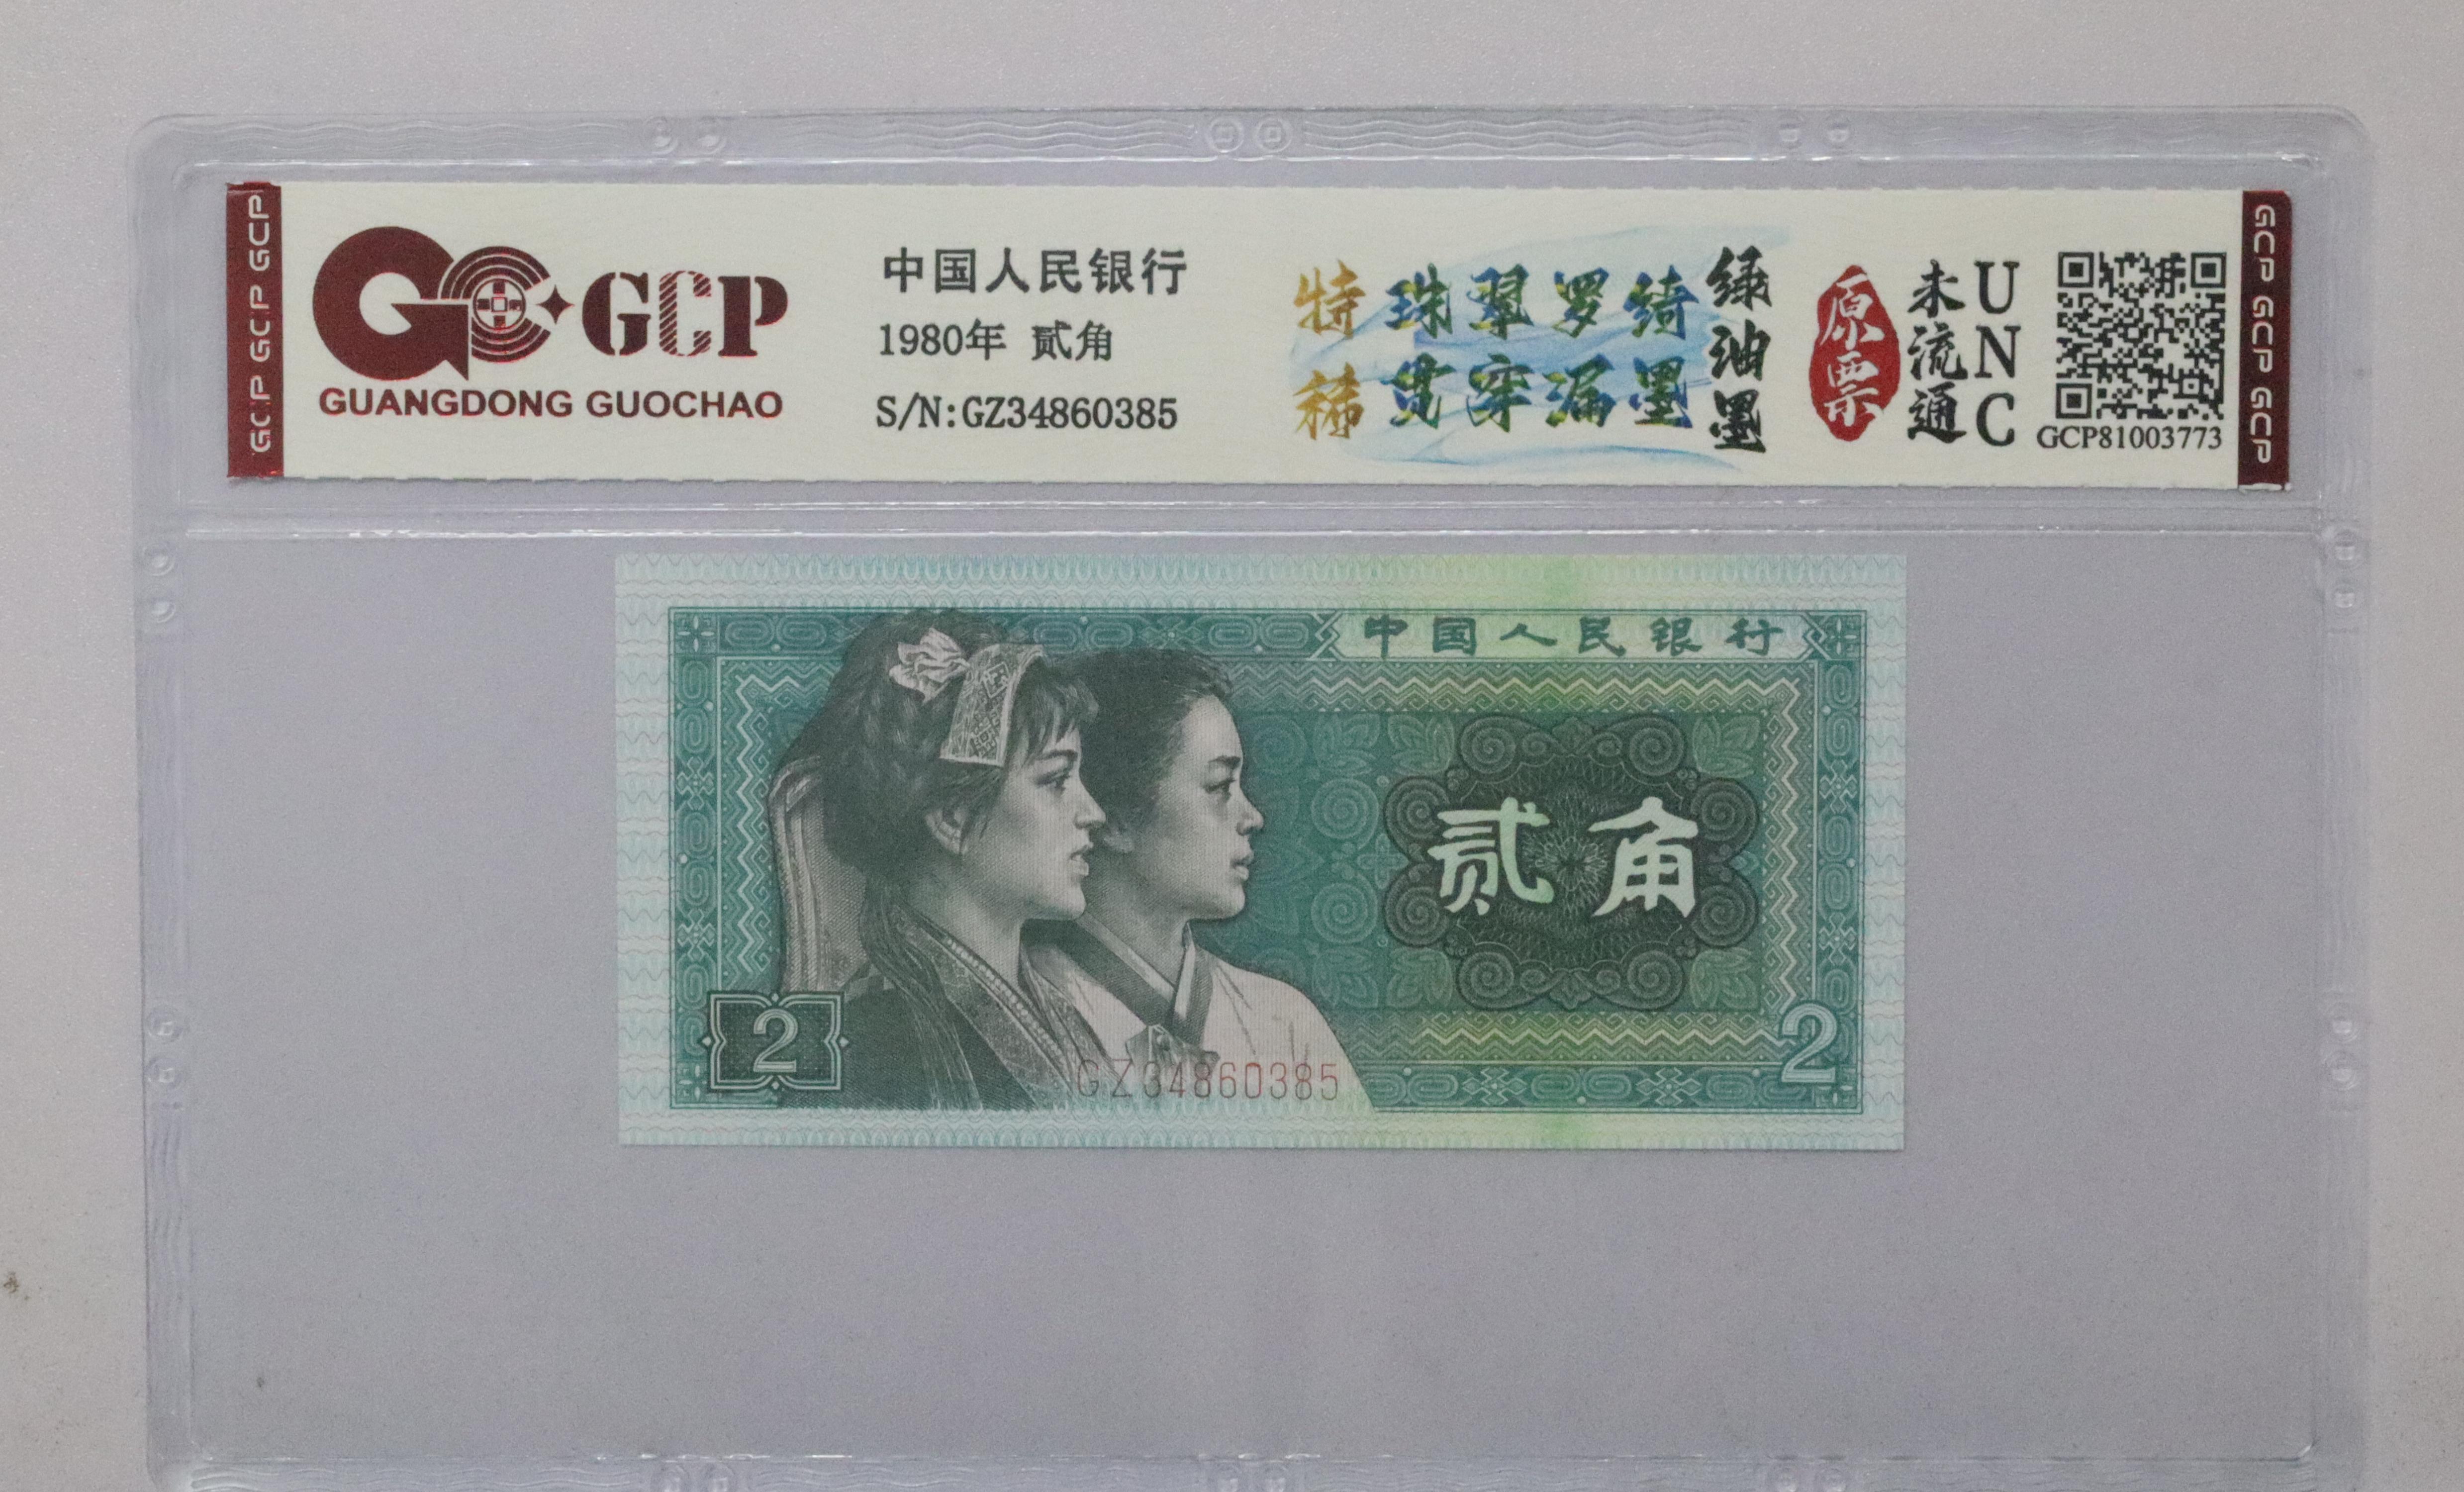 GCP GCP GCP
GCP
GUANGDONG GUOCHAO
中国人民银行
1980年 贰角
S/N:GZ34860385
特稀
珠翠罗绮
贯穿漏墨
绿油墨
原票
未流通
UNC
GCP81003773
GCP GCP GCP
中国人民银行
贰角
2
2
GZ34860385